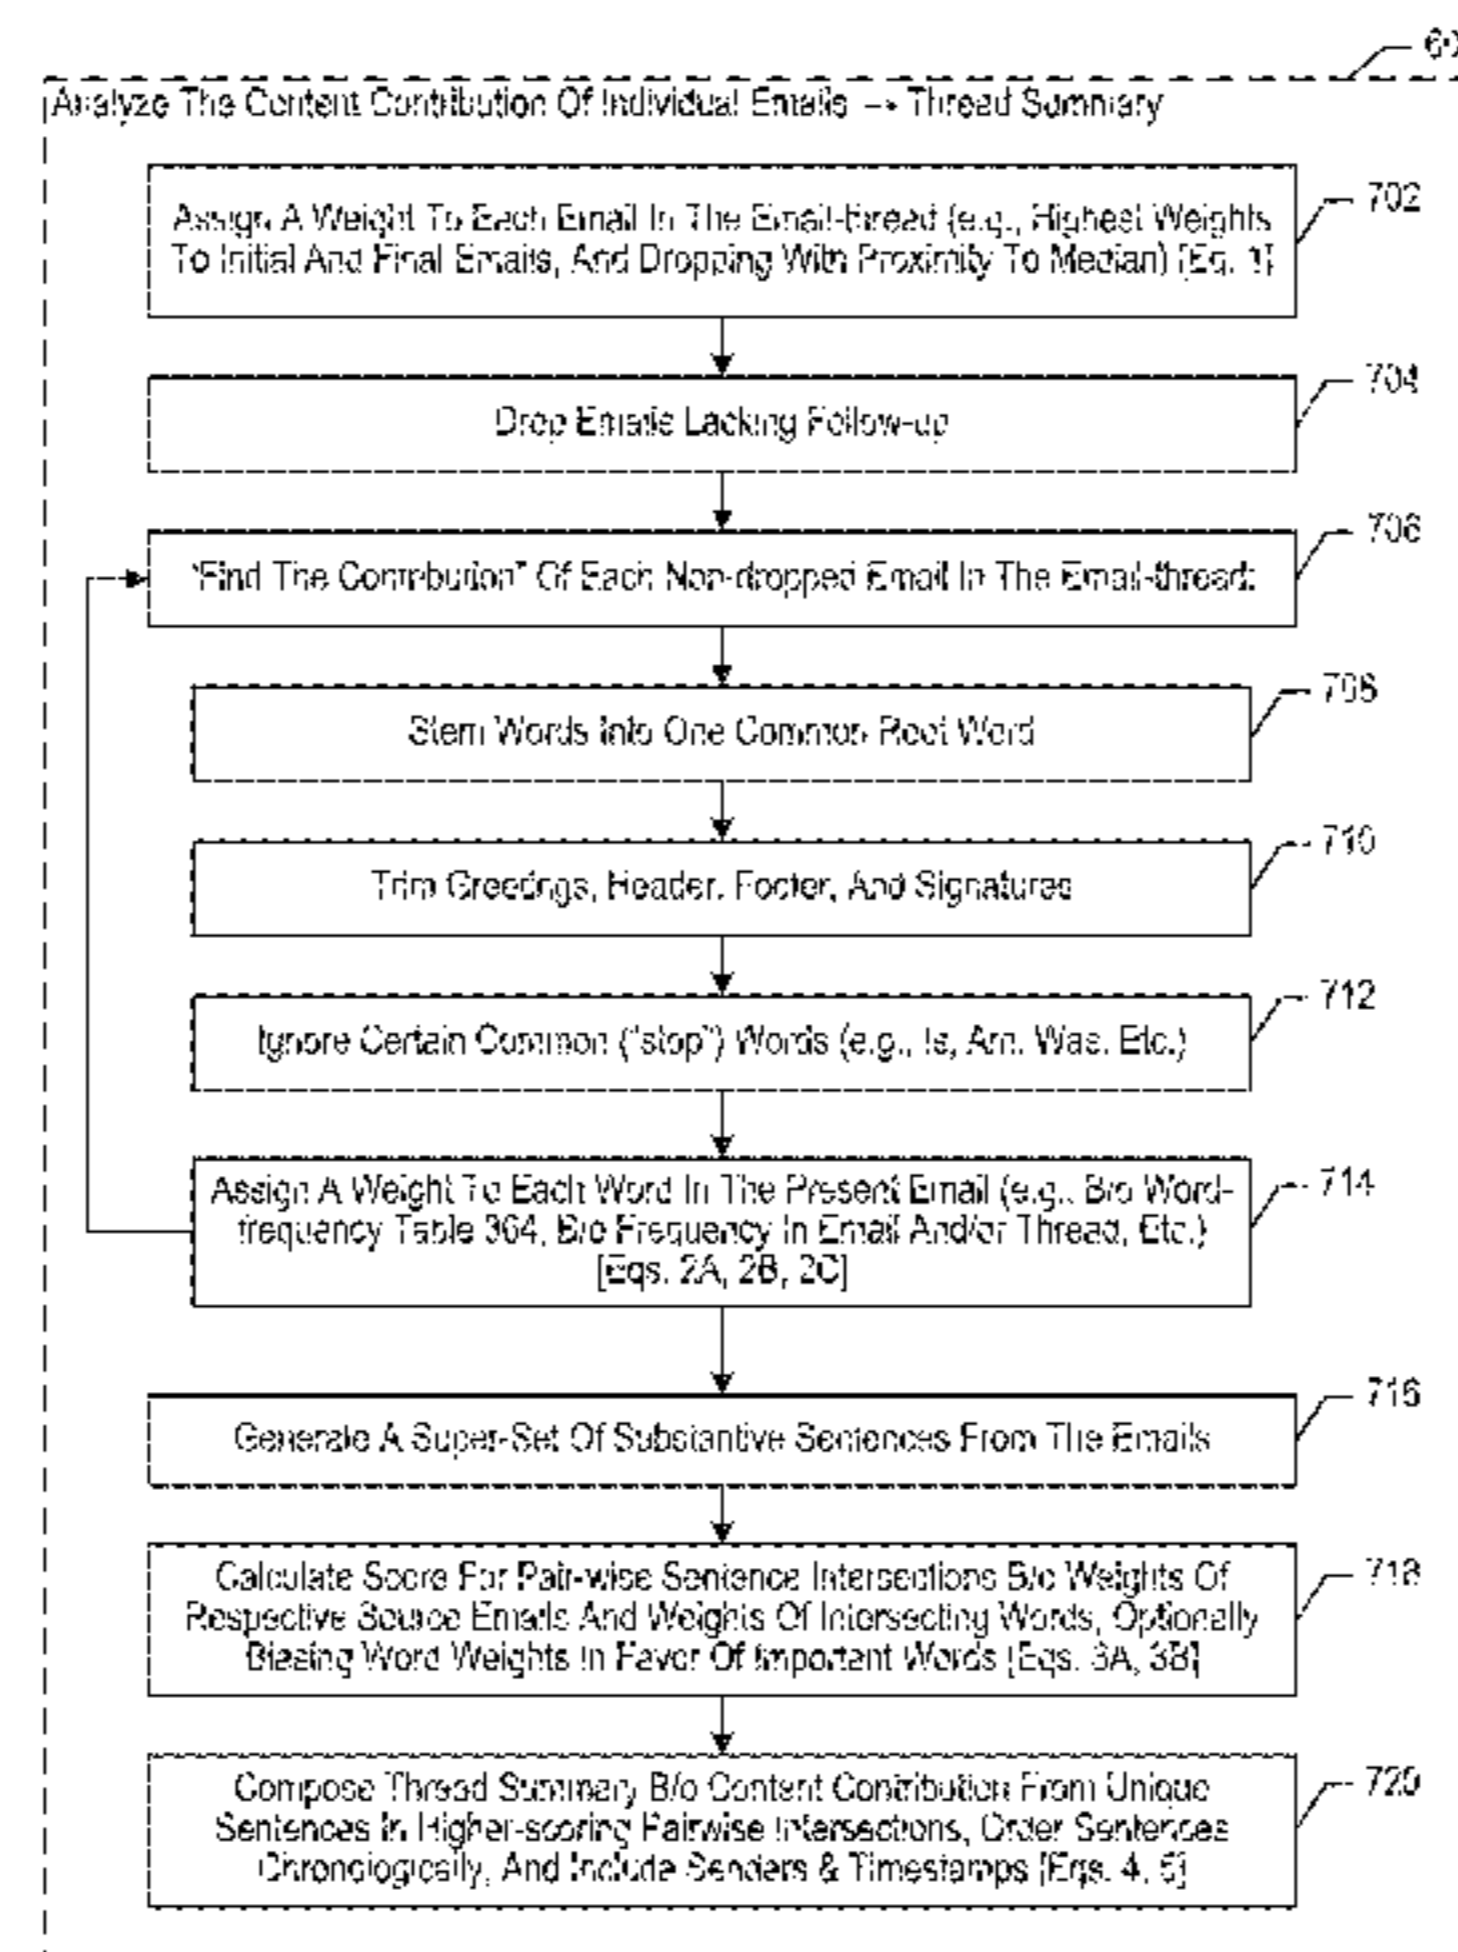 Analyze The Content Contribution Of Individual Emails → Thread Summary
702
Assign A Weight To Each Email In The Email-thread (e.g., Highest Weights
To Initial And Final Emails, And Dropping With Proximity To Median) [Eq. 1]
704
Drop Emails Lacking Follow-up
706
"Find The Contribution" Of Each Non-dropped Email In The Email-thread:
708
Stem Words Into One Common Root Word
710
Trim Greetings, Header, Footer, And Signatures
712
Ignore Certain Common ("stop") Words (e.g., Is, Am, Was, Etc.)
714
Assign A Weight To Each Word In The Present Email (e.g., B/o Word-
frequency Table 364, B/o Frequency In Email And/or Thread, Etc.)
[Eqs. 2A, 2B, 2C]
716
Generate A Super-Set Of Substantive Sentences From The Emails
718
Calculate Score For Pair-wise Sentence Intersections B/o Weights Of
Respective Source Emails And Weights Of Intersecting Words, Optionally
Biasing Word Weights In Favor Of Important Words [Eqs. 3A, 3B]
720
Compose Thread Summary B/o Content Contribution From Unique
Sentences In Higher-scoring Pairwise Intersections, Order Sentences
Chronologically, And Include Senders & Timestamps [Eqs. 4, 5]